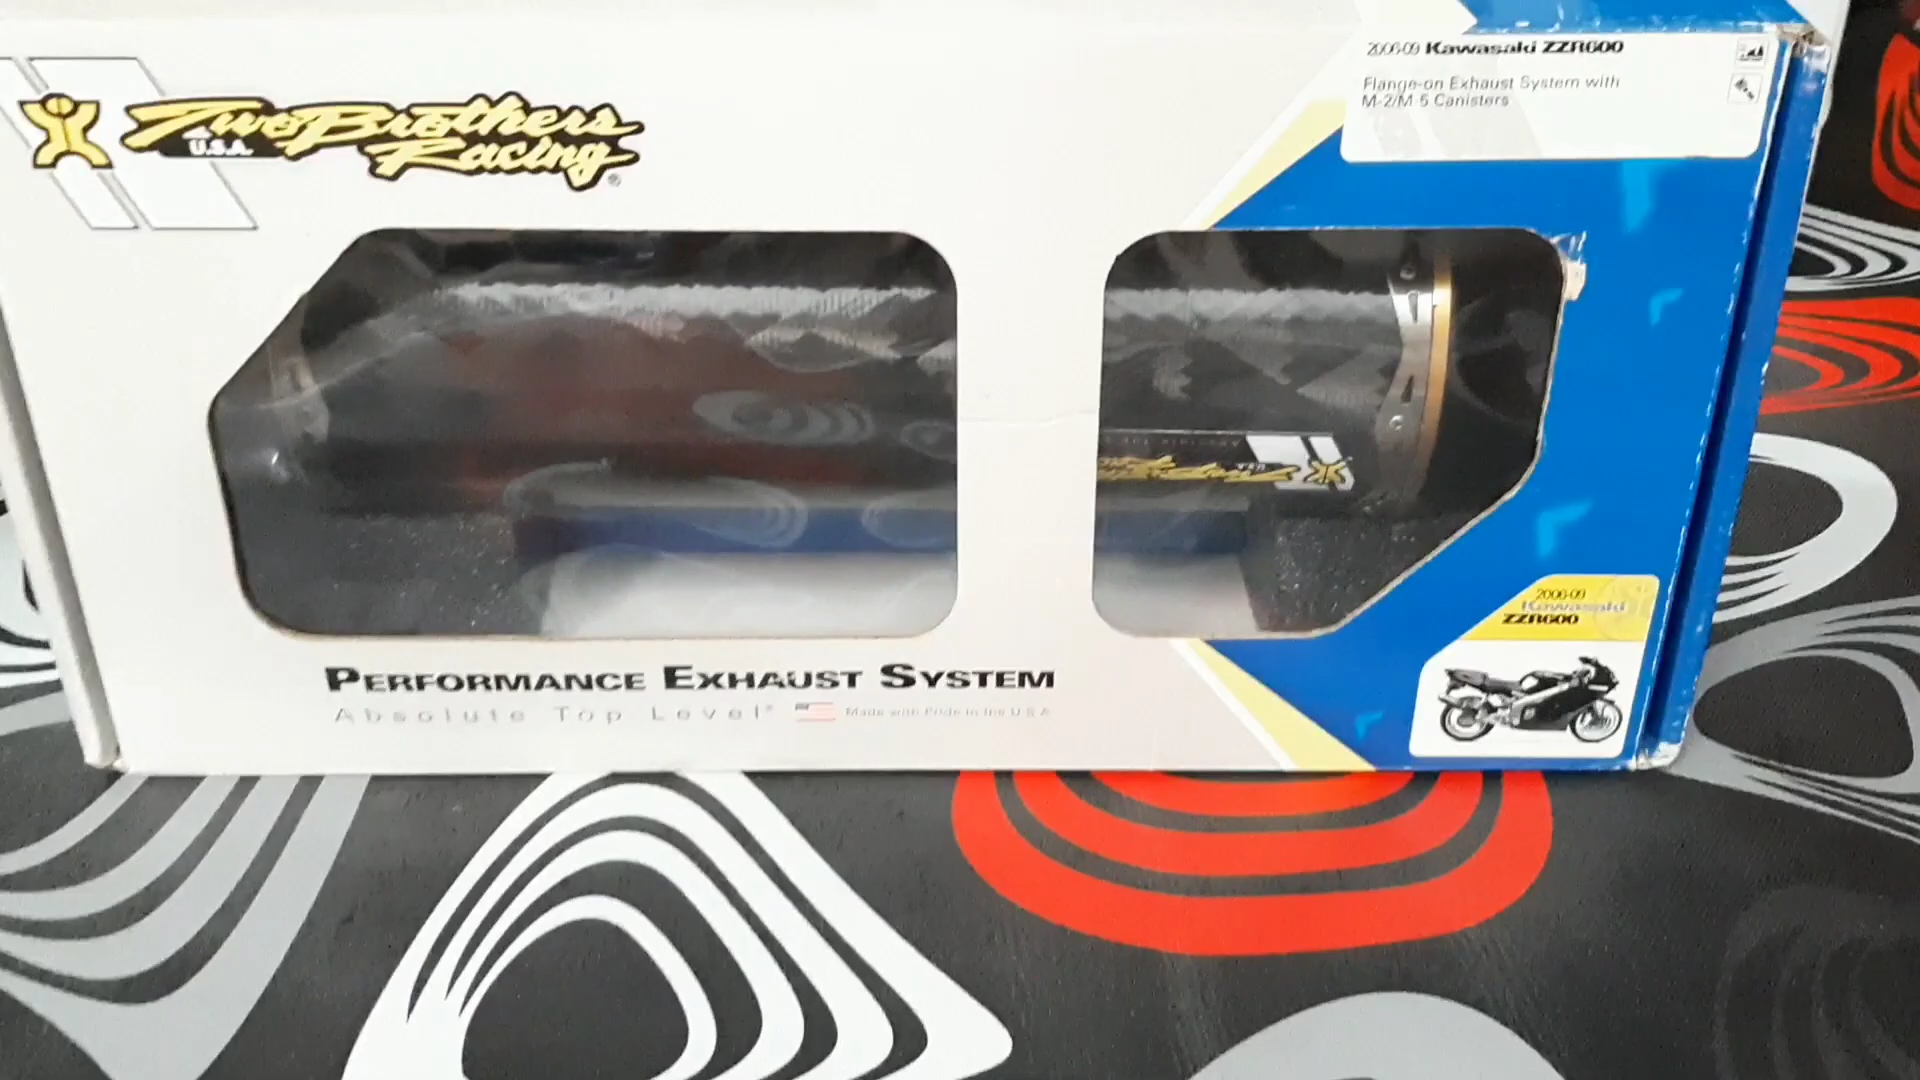 Two Brothers
U.S.A.
Racing®
2006-09 Kawasaki ZZR600
Flange-on Exhaust System with
M-2/M-5 Canisters
U.S.A.
2006-09
Kawasaki
ZZR600
PERFORMANCE EXHAUST SYSTEM
Absolute Top Level® Made with Pride in the U.S.A.